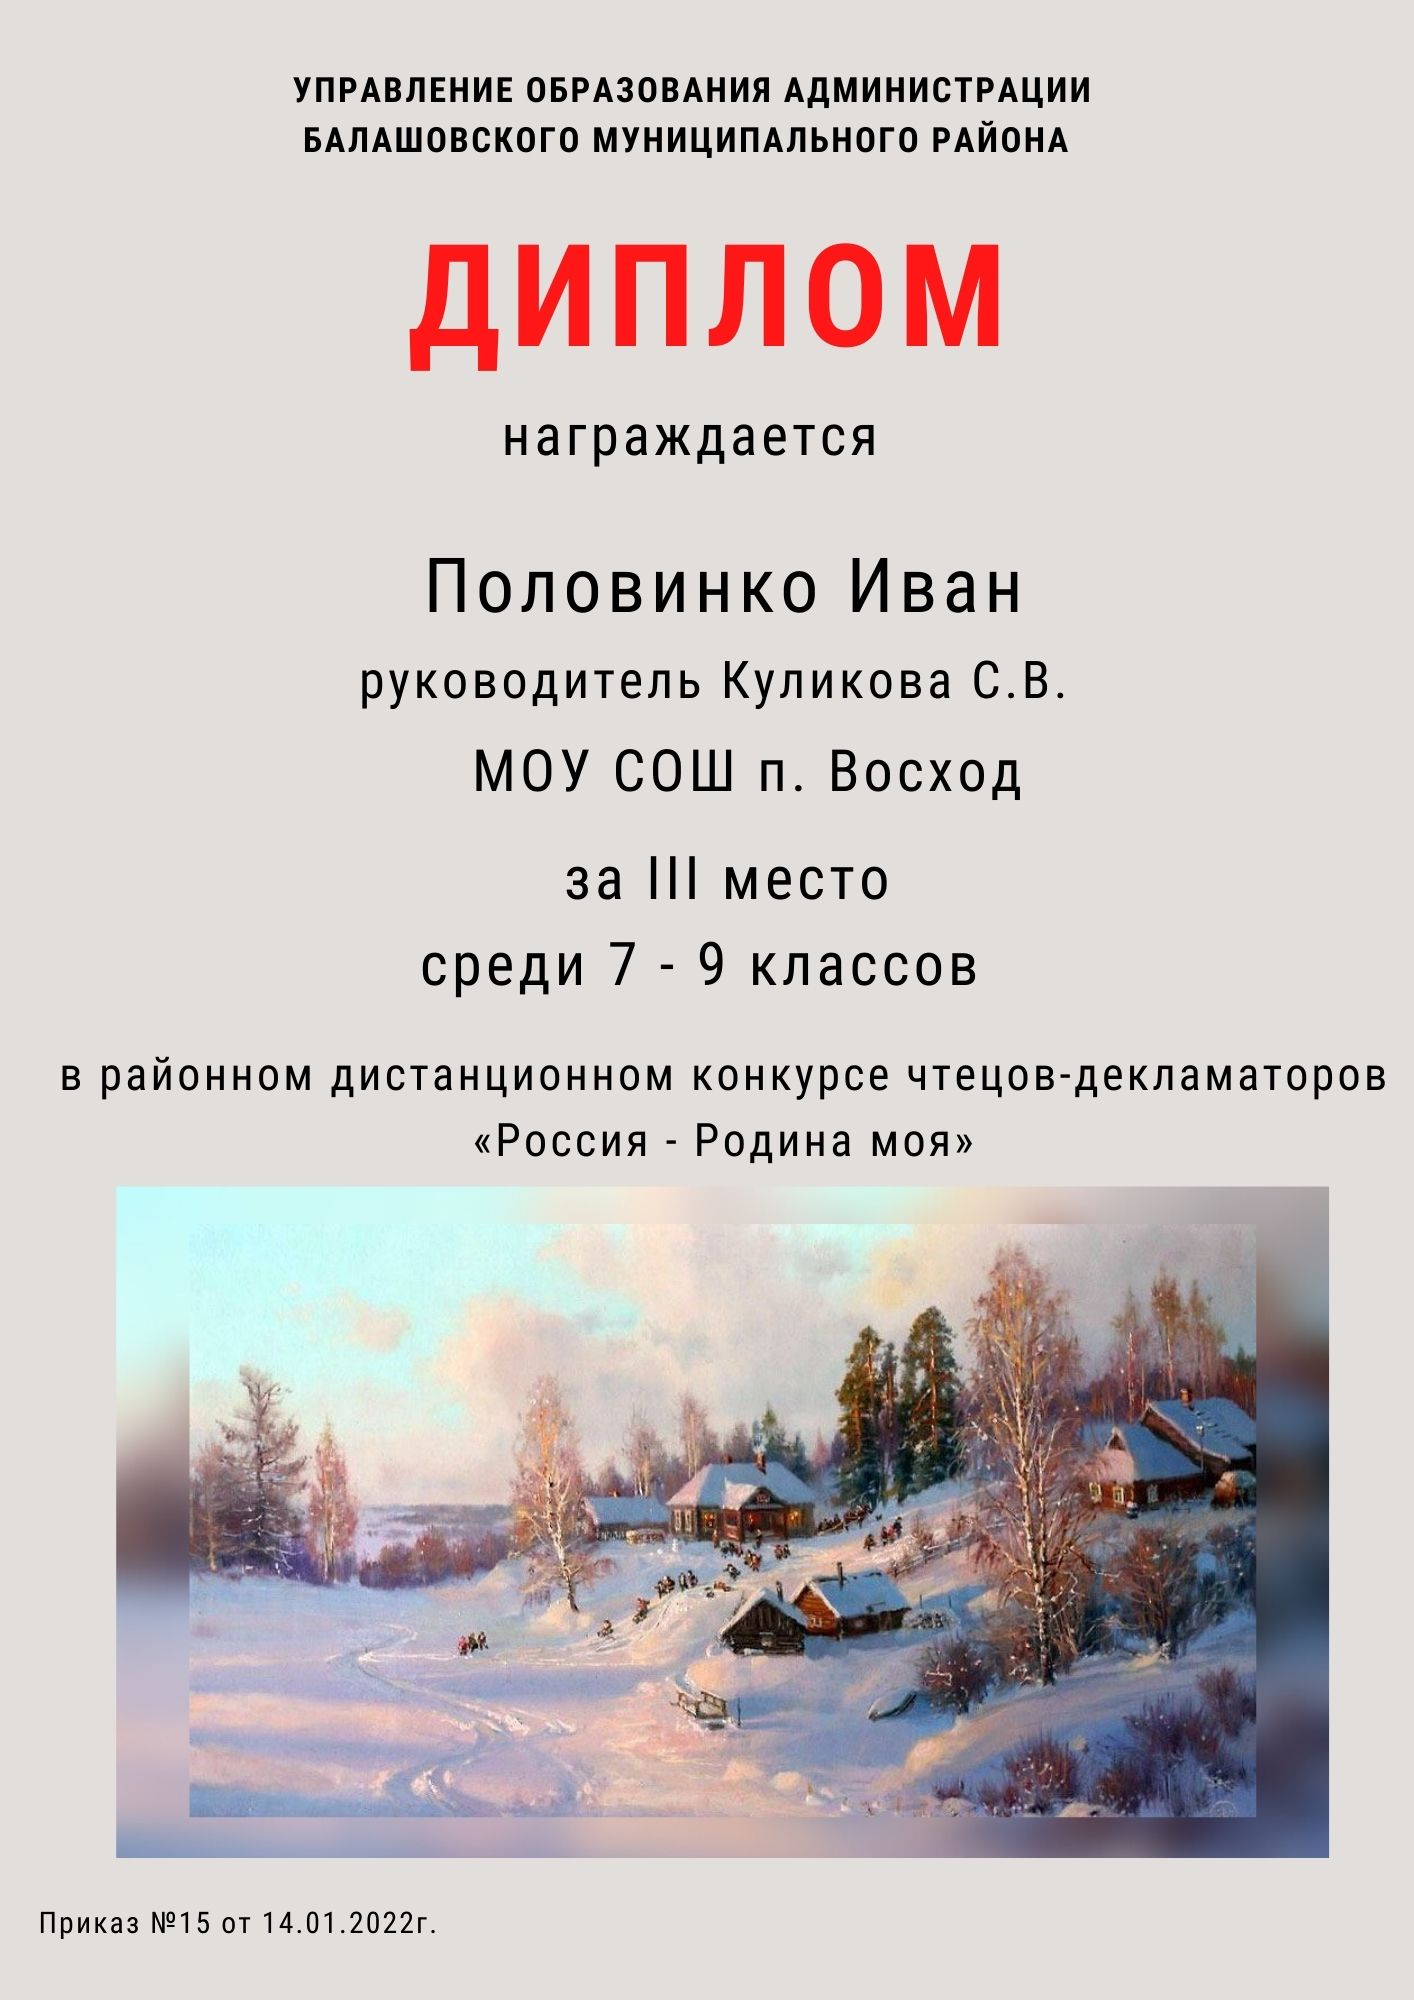 УПРАВЛЕНИЕ ОБРАЗОВАНИЯ АДМИНИСТРАЦИИ
БАЛАШОВСКОГО МУНИЦИПАЛЬНОГО РАЙОНА
ДИПЛОМ
награждается
Половинко Иван
руководитель Куликова С.В.
МОУ СОШ п. Восход
за III место
среди 7 - 9 классов
в районном дистанционном конкурсе чтецов-декламаторов
«Россия - Родина моя»
Приказ №15 от 14.01.2022г.